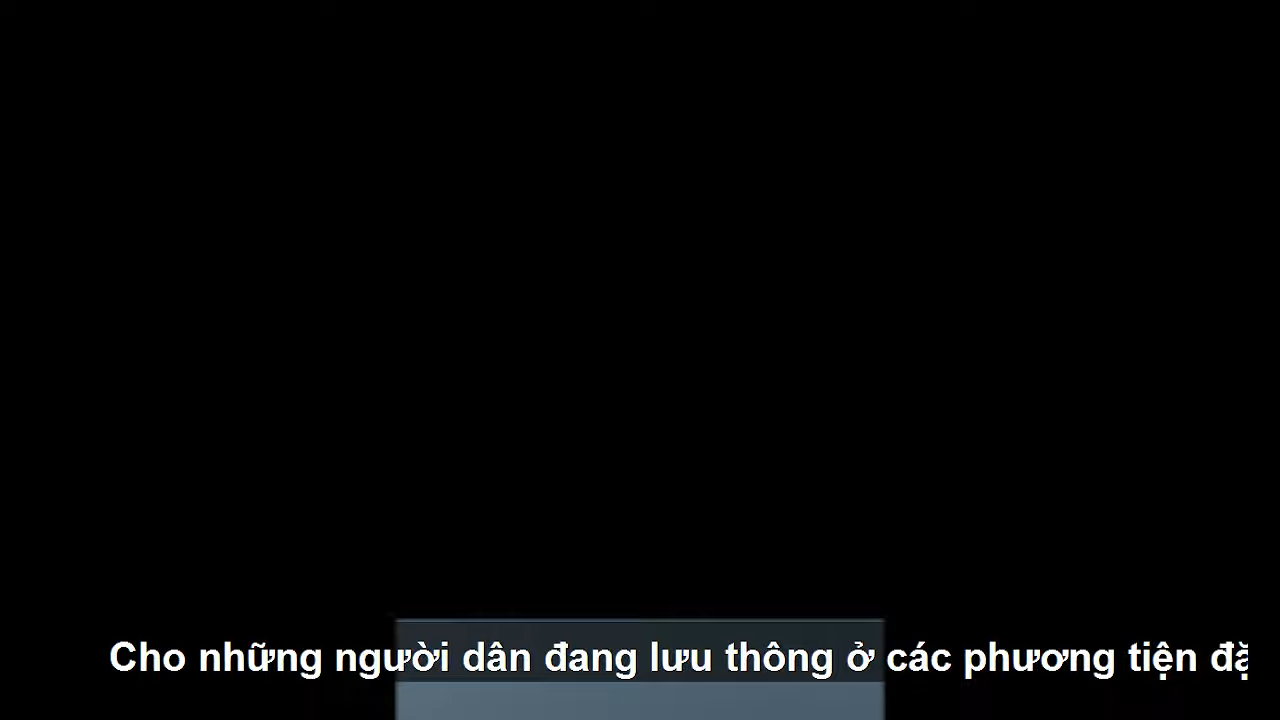 Cho những người dân đang lưu thông ở các phương tiện